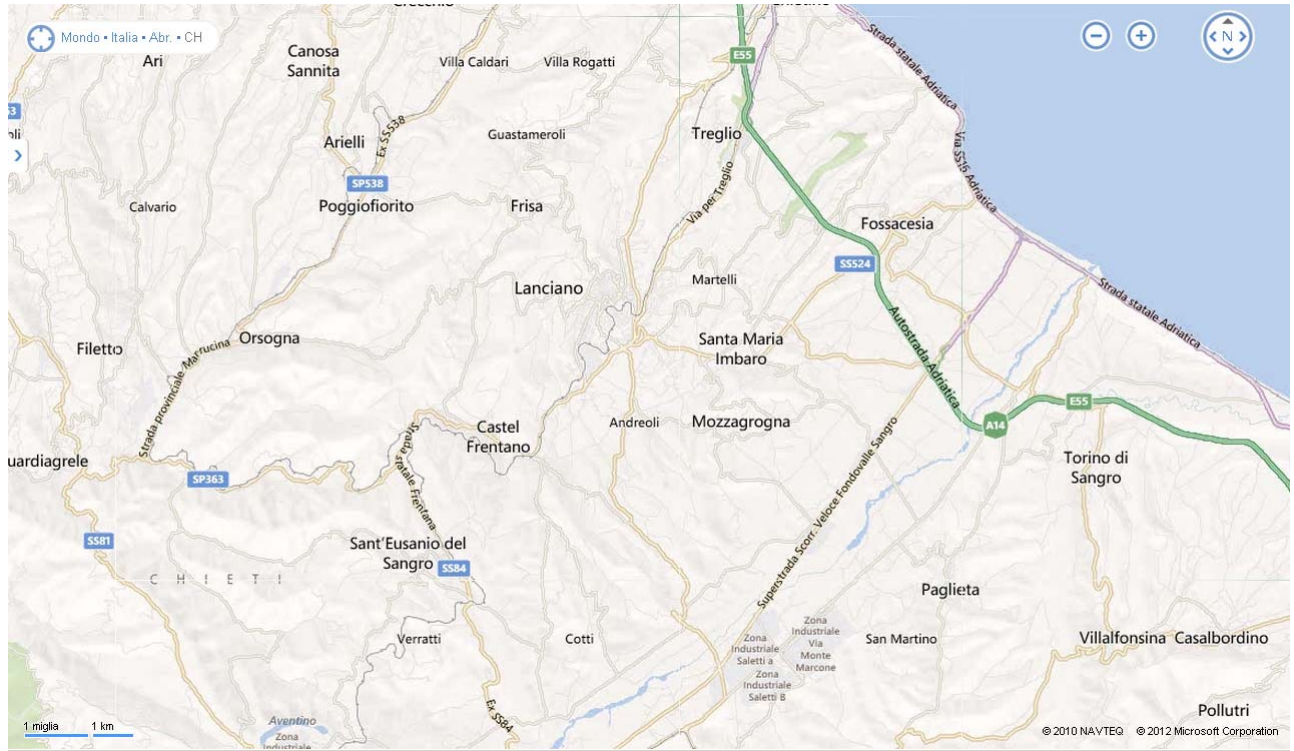 Mondo • Italia • Abr. • CH
E55
Strada statale Adriatica
N
Canosa
Sannita
Ari
Villa Caldari
Villa Rogatti
Arielli
Ex SS538
Guastameroli
Treglio
Via SS16 Adriatica
SP538
Calvario
Poggiofiorito
Frisa
Via per Treglio
Fossacesia
SS524
Lanciano
Martelli
Strada statale Adriatica
Filetto
Strada provinciale Marrucina
Orsogna
Santa Maria
Imbaro
Autostrada Adriatica
E55
A14
Castel
Frentano
Andreoli
Mozzagrogna
uardiagrele
SP363
Strada statale Frentana
Superstrada Scorr. Veloce Fondovalle Sangro
Torino di
Sangro
SS81
Sant'Eusanio del
Sangro
SS84
CHIETI
Paglieta
Verratti
Cotti
Zona
Industriale
Saletti a
Zona
Industriale
Saletti B
Zona
Industriale
Via
Monte
Marcone
San Martino
Villalfonsina
Casalbordino
Ex SS84
Pollutri
Aventino
Zona
Industriale
1 miglia
1 km
© 2010 NAVTEQ
© 2012 Microsoft Corporation